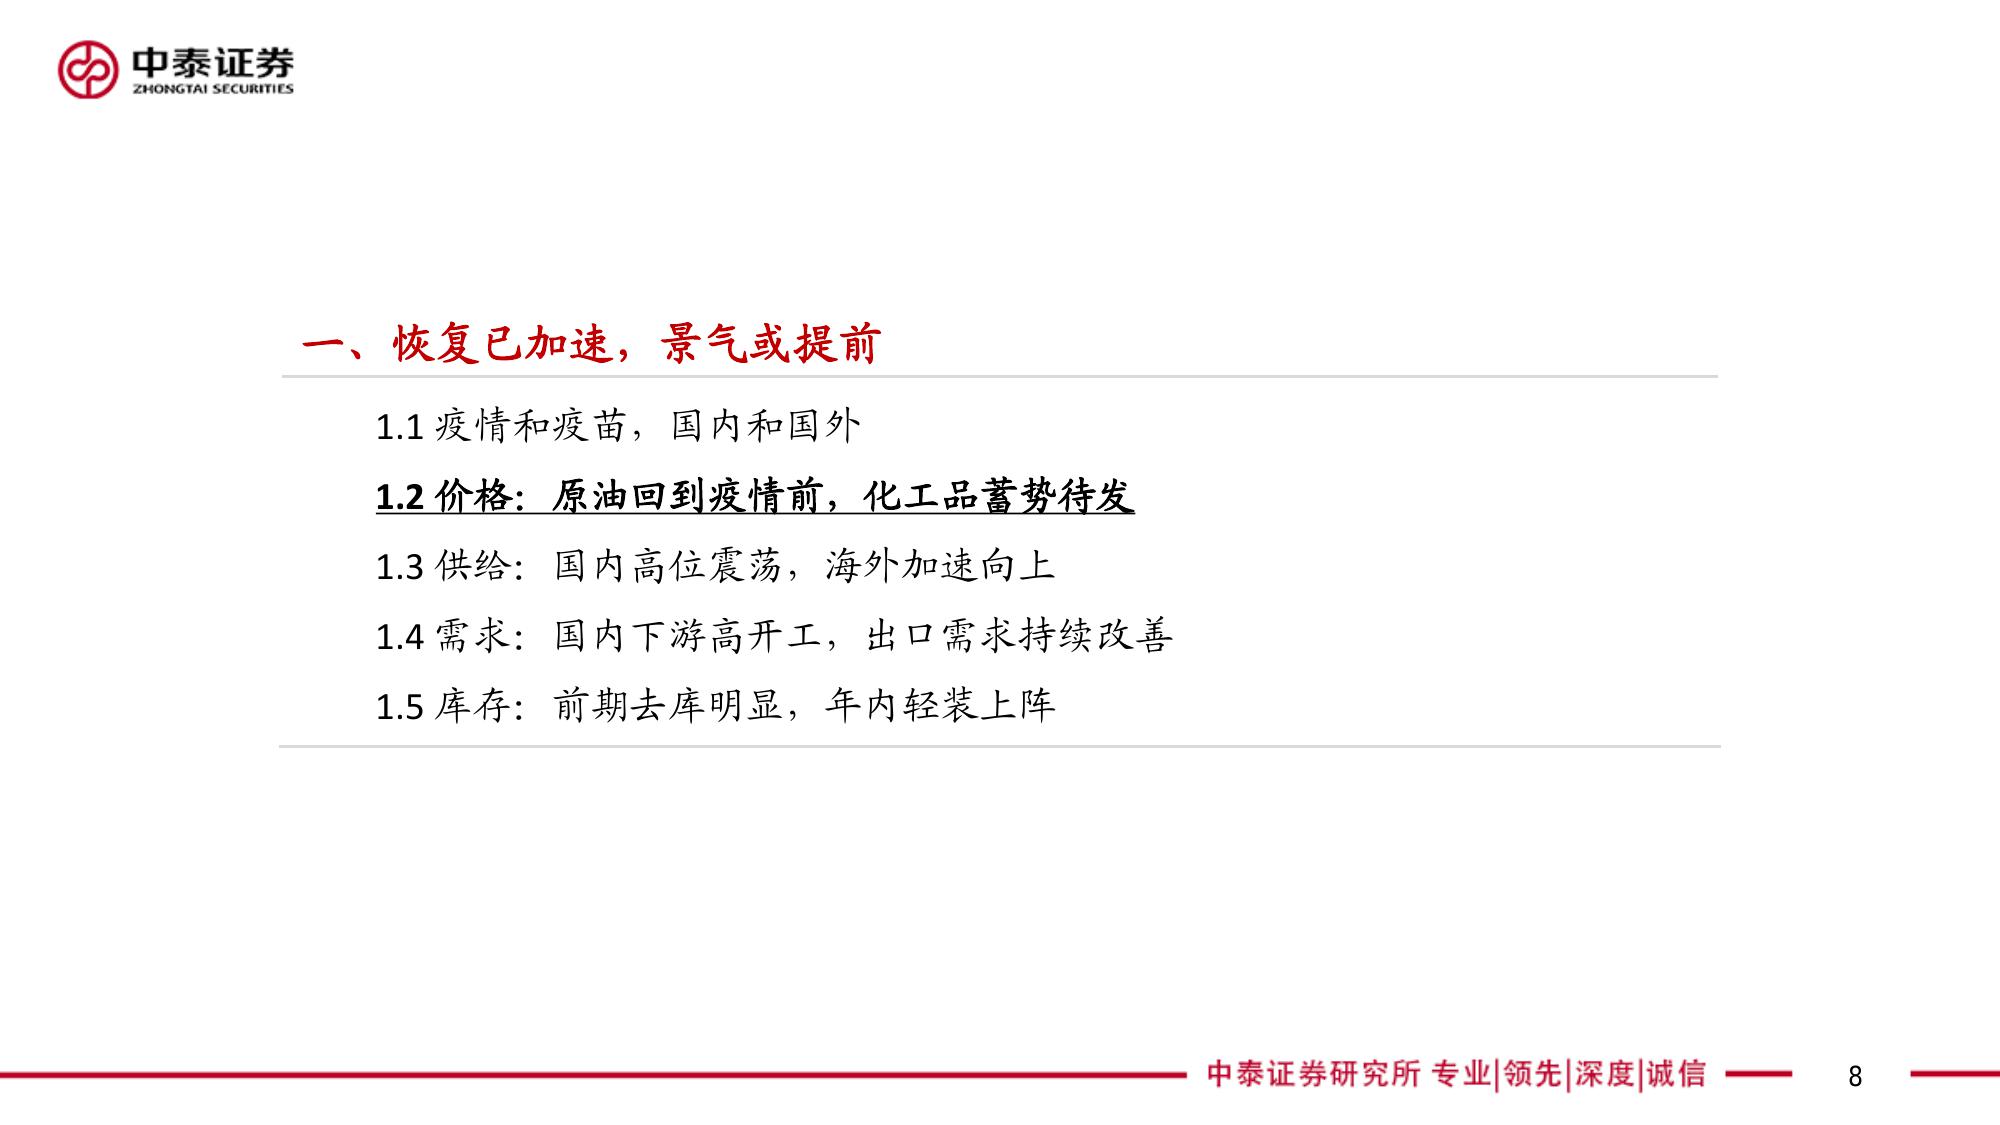 中泰证券
ZHONGTAI SECURITIES
一、恢复已加速，景气或提前
1.1 疫情和疫苗，国内和国外
1.2 价格：原油回到疫情前，化工品蓄势待发
1.3 供给：国内高位震荡，海外加速向上
1.4 需求：国内下游高开工，出口需求持续改善
1.5 库存：前期去库明显，年内轻装上阵
中泰证券研究所 专业|领先|深度|诚信
8